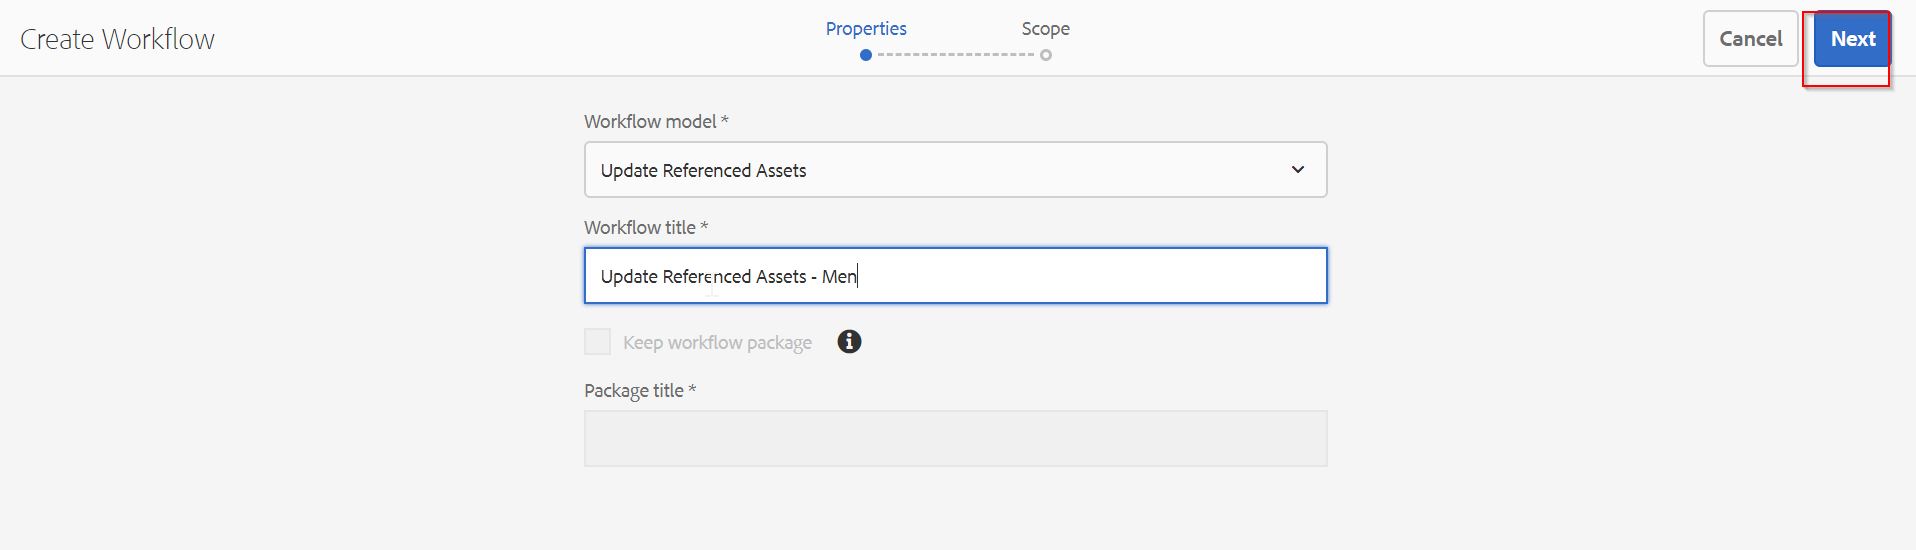 Create Workflow
Properties
Scope
Cancel
Next
Workflow model *
Update Referenced Assets
Workflow title *
Update Referenced Assets - Men
Keep workflow package
Package title *